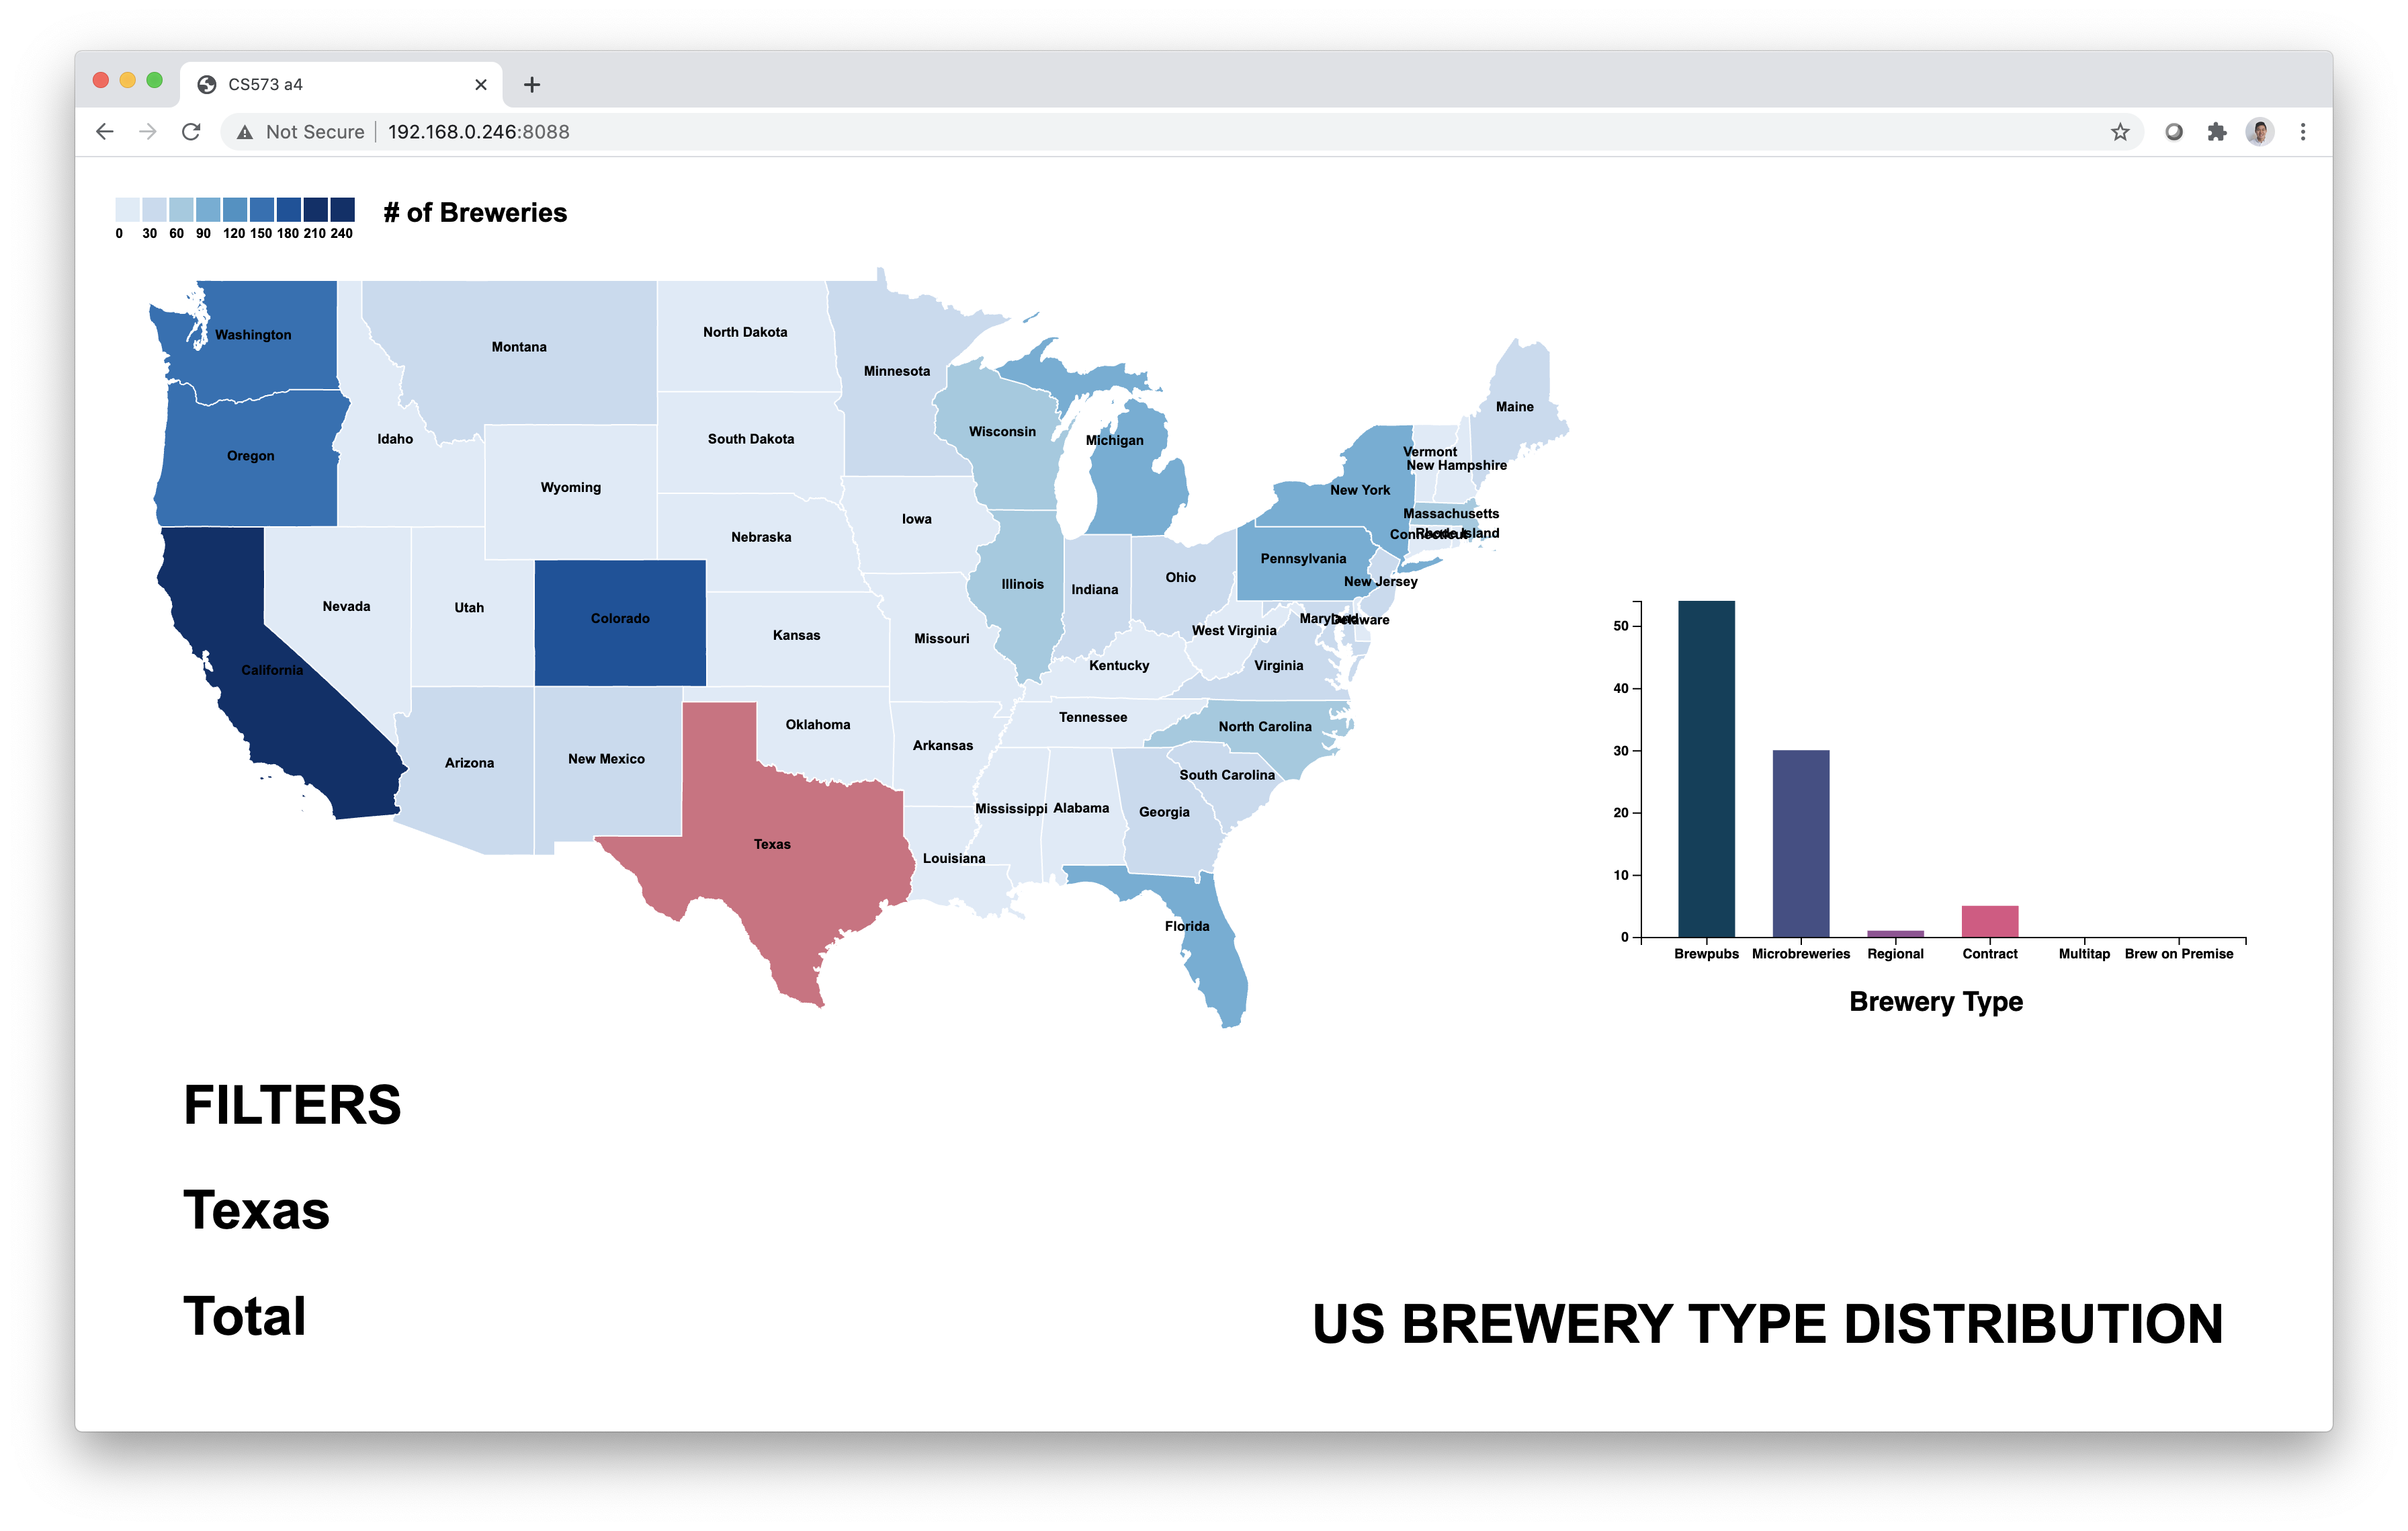 CS573 a4
Not Secure 192.168.0.246:8088
0 30 60 90 120 150 180 210 240
# of Breweries
Washington
Montana
North Dakota
Minnesota
Maine
Oregon
Idaho
South Dakota
Wisconsin
Michigan
Vermont
New Hampshire
Wyoming
New York
Iowa
Massachusetts
Connecticut
Rhode Island
Nebraska
Pennsylvania
Nevada
Utah
Colorado
Illinois
Indiana
Ohio
New Jersey
Kansas
Missouri
West Virginia
Maryland
Delaware
California
Kentucky
Virginia
Oklahoma
Tennessee
North Carolina
Arizona
New Mexico
Arkansas
South Carolina
Mississippi
Alabama
Georgia
Texas
Louisiana
Florida
50
40
30
20
10
0
Brewpubs Microbreweries Regional Contract Multitap Brew on Premise
Brewery Type
FILTERS
Texas
Total
US BREWERY TYPE DISTRIBUTION